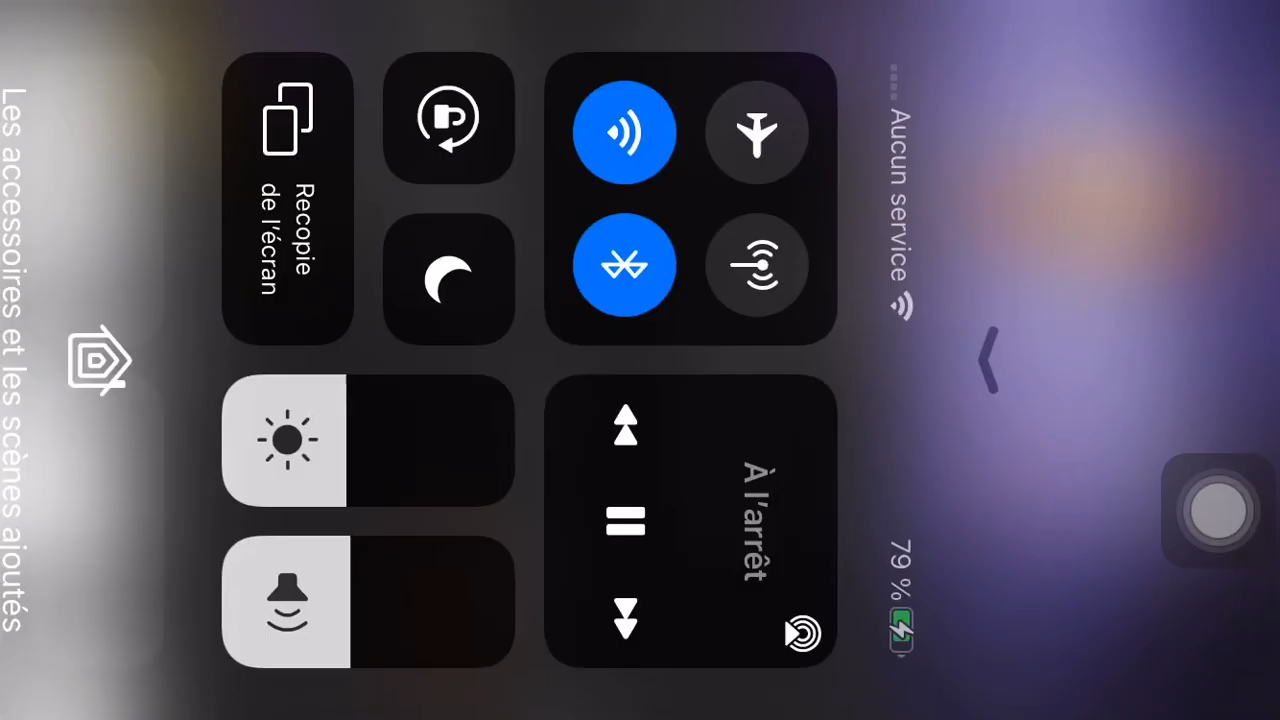 Aucun service
79 %
À l'arrêt
Recopie
de l'écran
Les accessoires et les scènes ajoutés